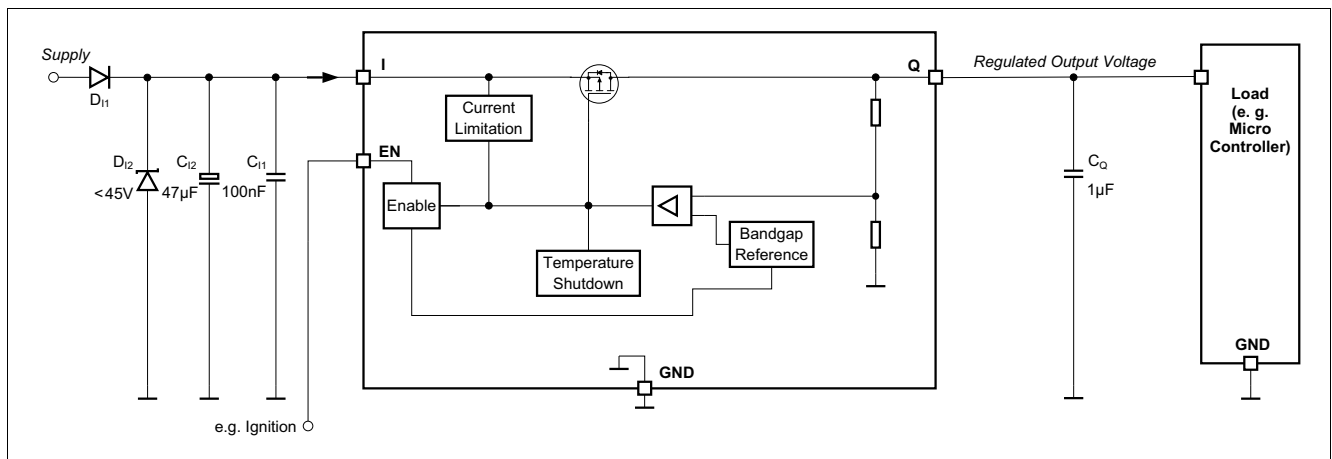 Supply
D_I1
D_I2
<45V
C_I2
47µF
C_I1
100nF
e.g. Ignition
I
EN
Current
Limitation
Enable
Temperature
Shutdown
Bandgap
Reference
Q
GND
Regulated Output Voltage
C_Q
1µF
Load
(e. g.
Micro
Controller)
GND